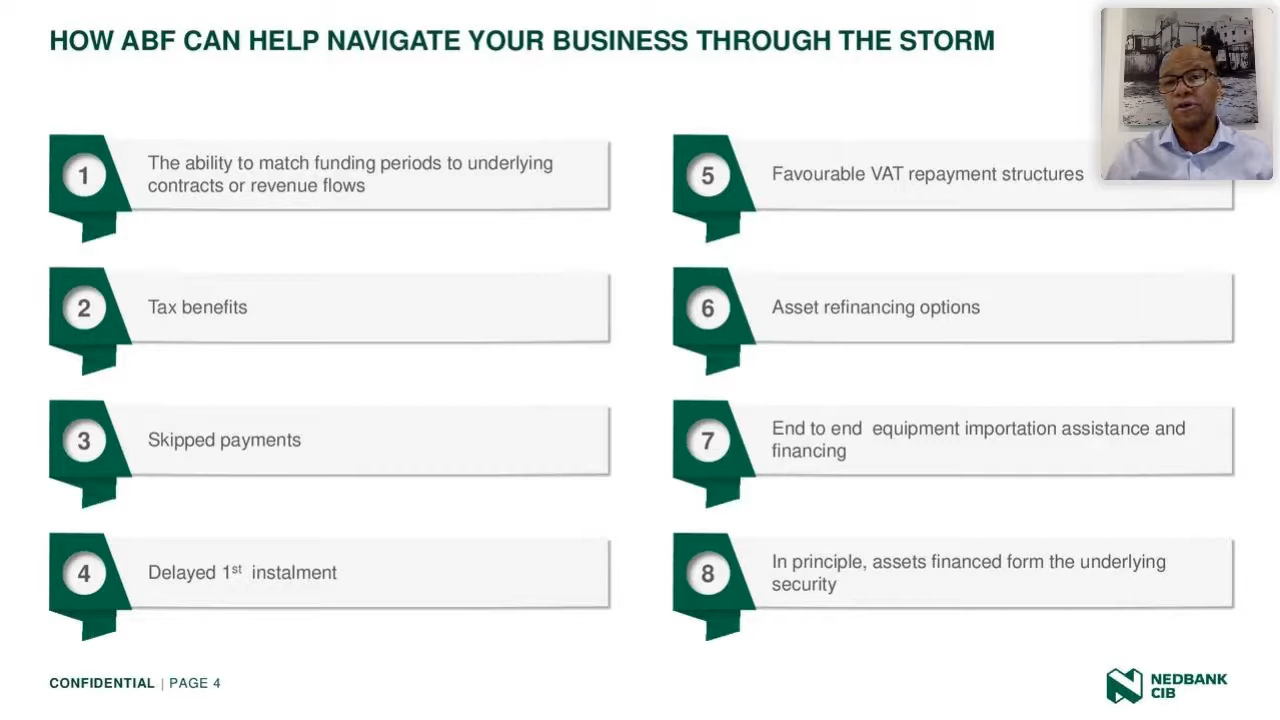 HOW ABF CAN HELP NAVIGATE YOUR BUSINESS THROUGH THE STORM
1
The ability to match funding periods to underlying
contracts or revenue flows
2
Tax benefits
3
Skipped payments
4
Delayed 1st instalment
5
Favourable VAT repayment structures
6
Asset refinancing options
7
End to end equipment importation assistance and
financing
8
In principle, assets financed form the underlying
security
CONFIDENTIAL | PAGE 4
NEDBANK
CIB